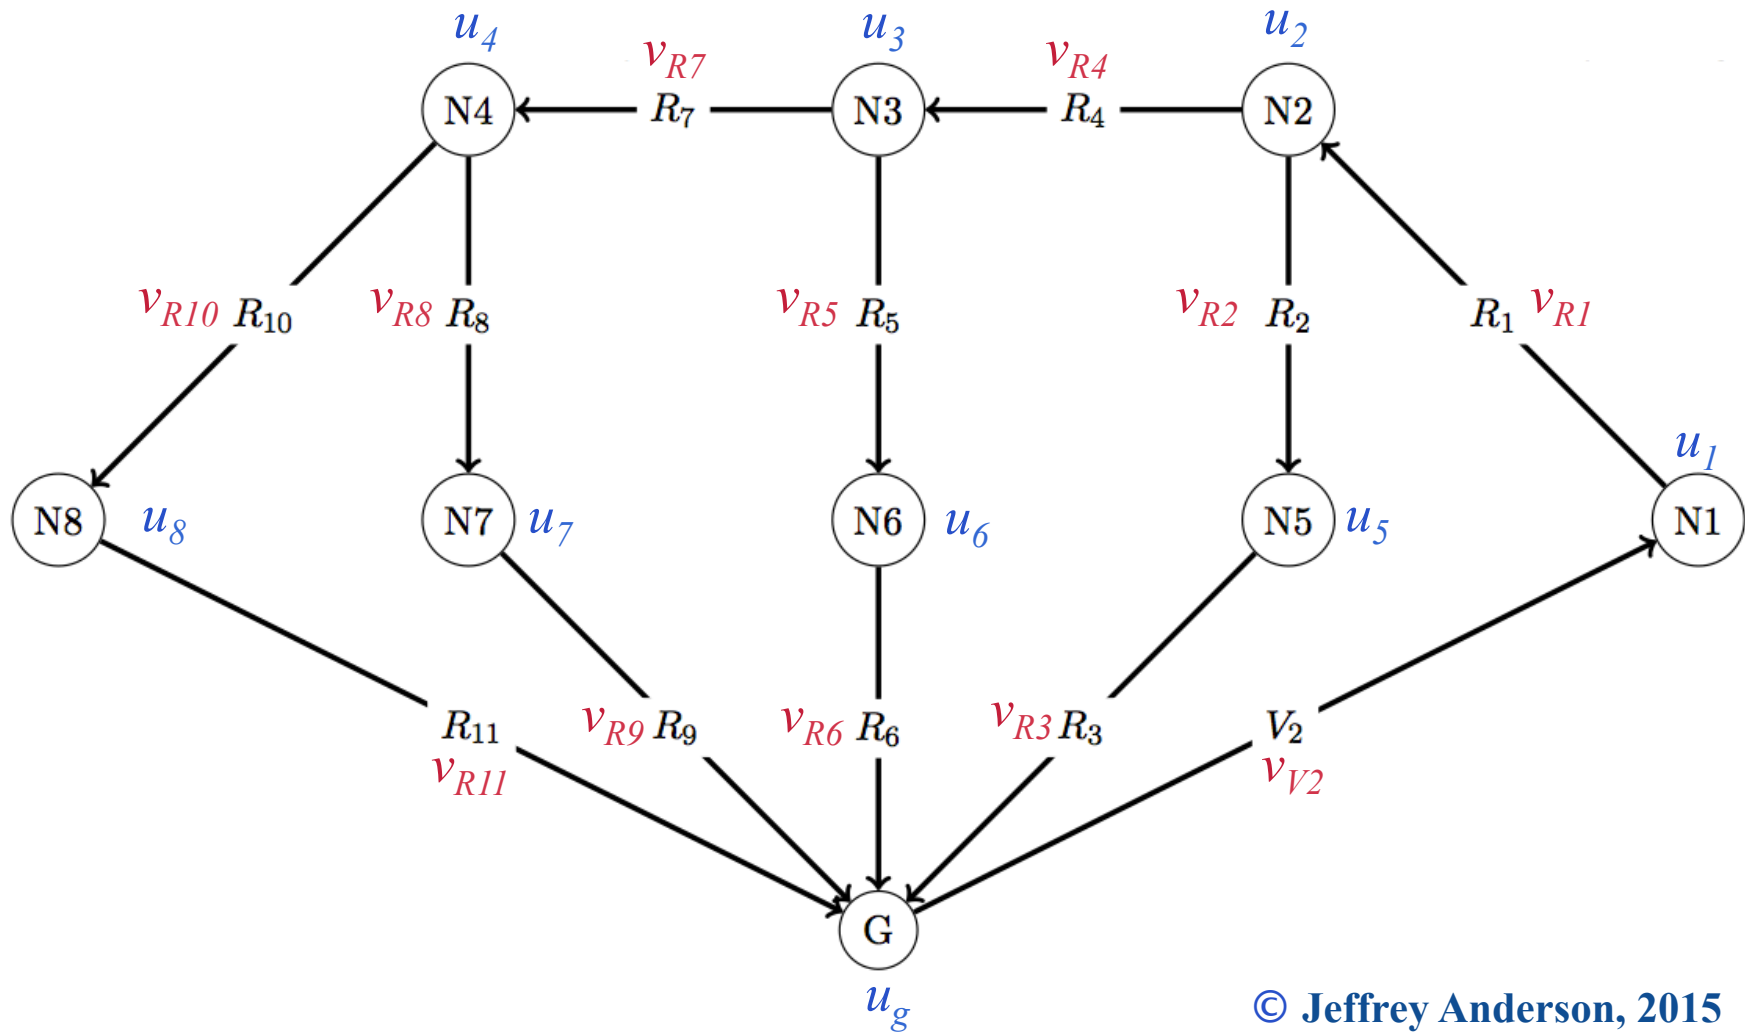 u4 u3 u2
vR7 vR4
N4 R7 N3 R4 N2
vR10 R10 vR8 R8 vR5 R5 vR2 R2 R1 vR1
u1
N8 u8 N7 u7 N6 u6 N5 u5 N1
R11 vR9 R9 vR6 R6 vR3 R3 V2
vR11 vV2
G
ug
© Jeffrey Anderson, 2015